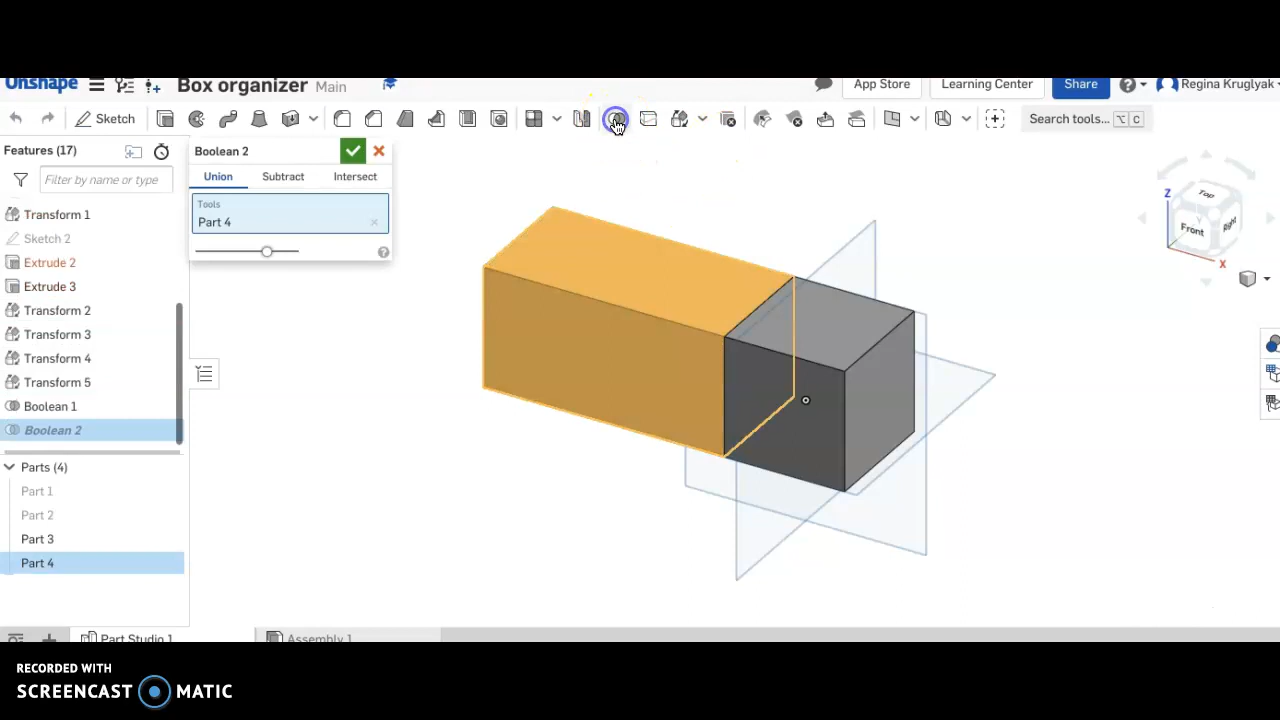 Onshape Box organizer Main App Store Learning Center Share Regina Kruglyak
Sketch Search tools... ⌥ C
Features (17)
Filter by name or type
Transform 1
Sketch 2
Extrude 2
Extrude 3
Transform 2
Transform 3
Transform 4
Transform 5
Boolean 1
Boolean 2
Parts (4)
Part 1
Part 2
Part 3
Part 4
Boolean 2
Union Subtract Intersect
Tools
Part 4
Z
Top
Front
Right
X
Part Studio 1 Assembly 1
RECORDED WITH
SCREENCAST MATIC